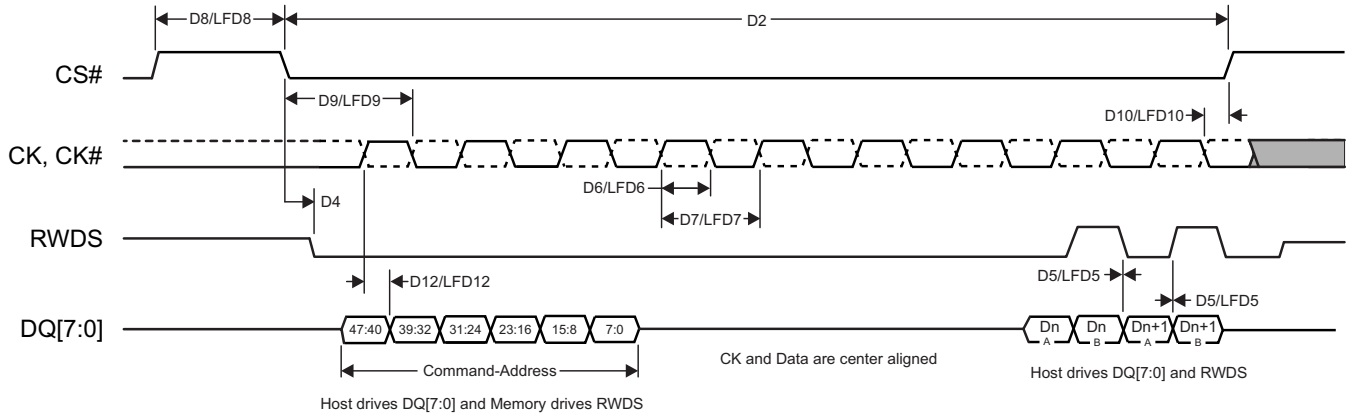 D8/LFD8
D2
CS#
D9/LFD9
D10/LFD10
CK, CK#
D6/LFD6
D4
D7/LFD7
RWDS
D5/LFD5
D12/LFD12
D5/LFD5
DQ[7:0]
47:40 39:32 31:24 23:16 15:8 7:0
Dn A Dn B Dn+1 A Dn+1 B
Command-Address
CK and Data are center aligned
Host drives DQ[7:0] and RWDS
Host drives DQ[7:0] and Memory drives RWDS